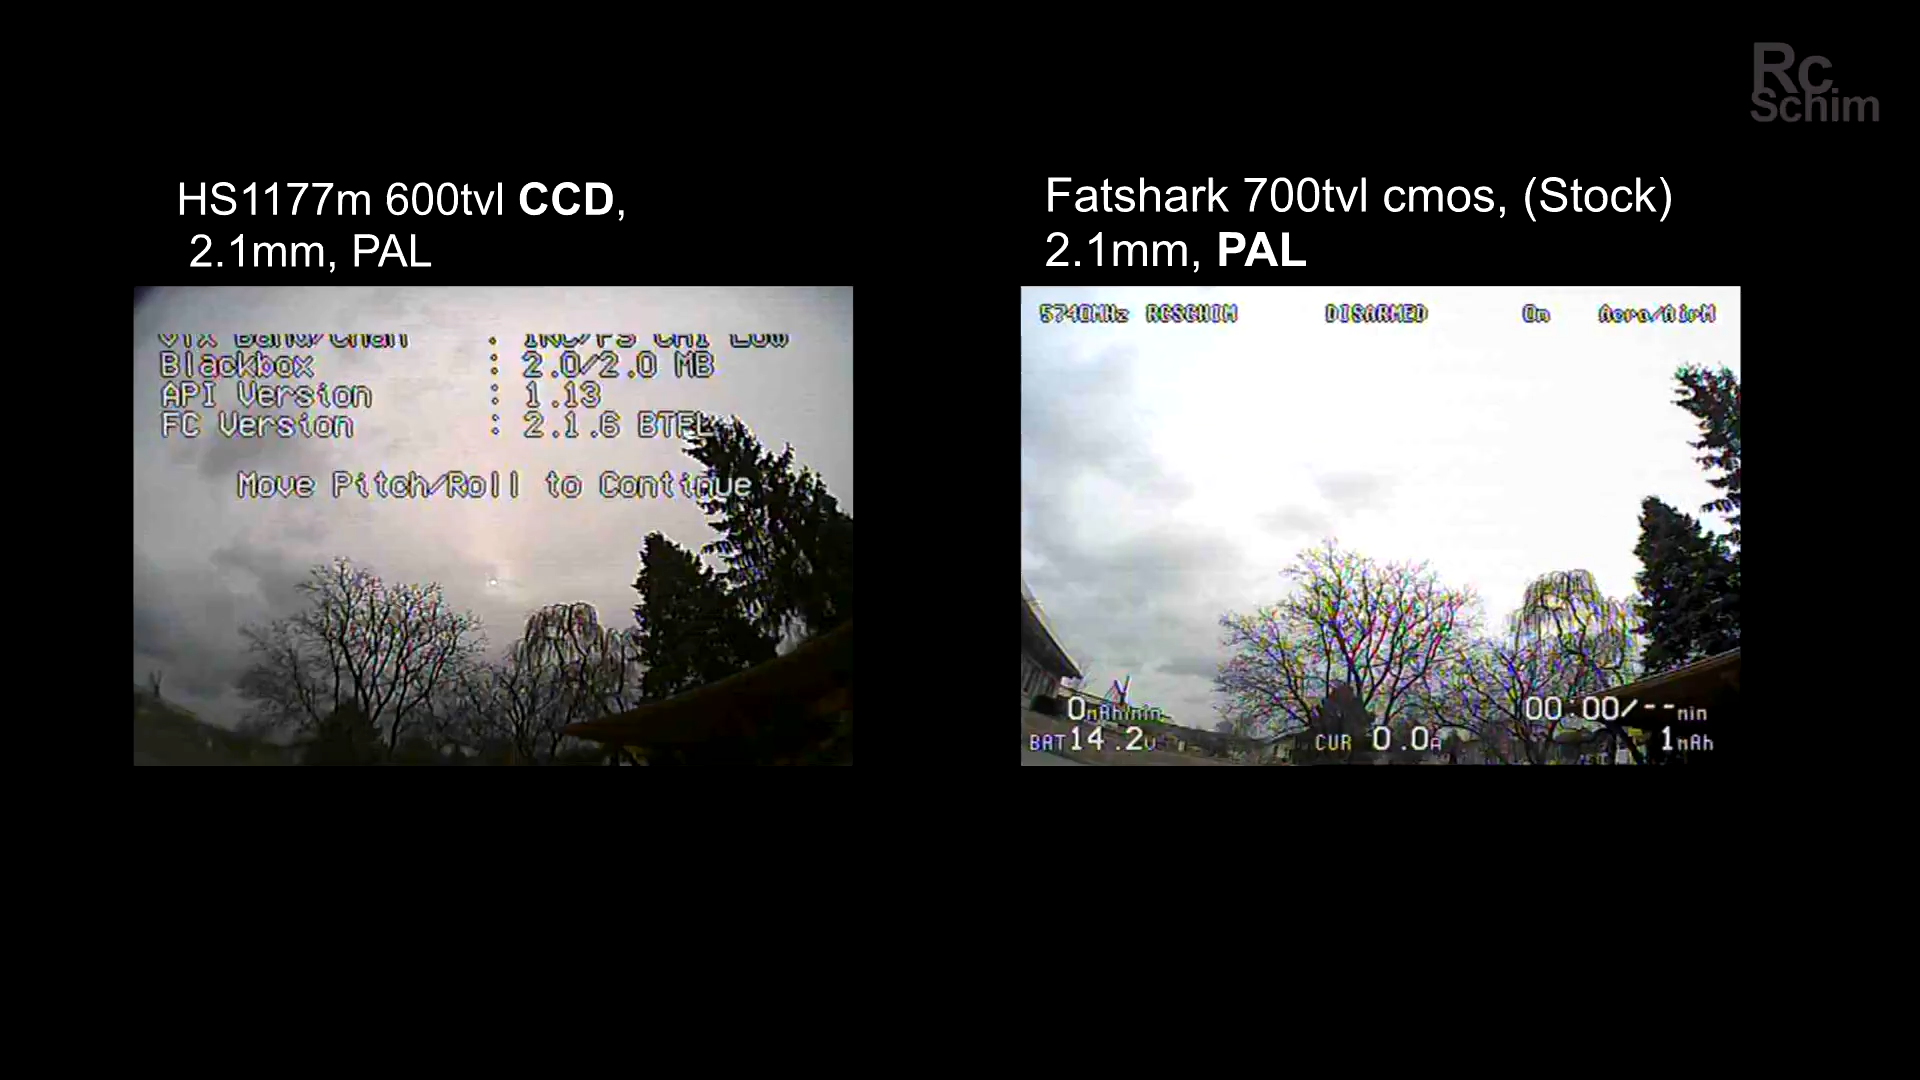 Rc
Schim
HS1177m 600tvl CCD,
2.1mm, PAL
Fatshark 700tvl cmos, (Stock)
2.1mm, PAL
Blackbox : 2.0/2.0 MB
API Version : 1.13
FC Version : 2.1.6 BTFL
Move Pitch/Roll to Continue
5740MHz RCSCHIM DISARMED On Acro/AirM
0mAh/min 00:00/--min
BAT14.2v CUR 0.0A 1mAh